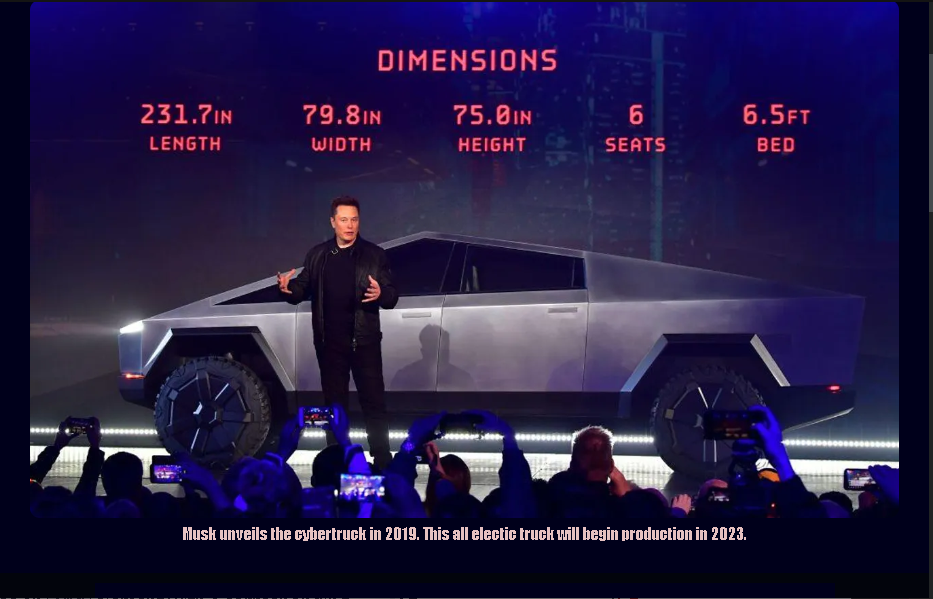 DIMENSIONS
231.7IN 79.8IN 75.0IN 6 6.5FT
LENGTH WIDTH HEIGHT SEATS BED
Musk unveils the cybertruck in 2019. This all electic truck will begin production in 2023.